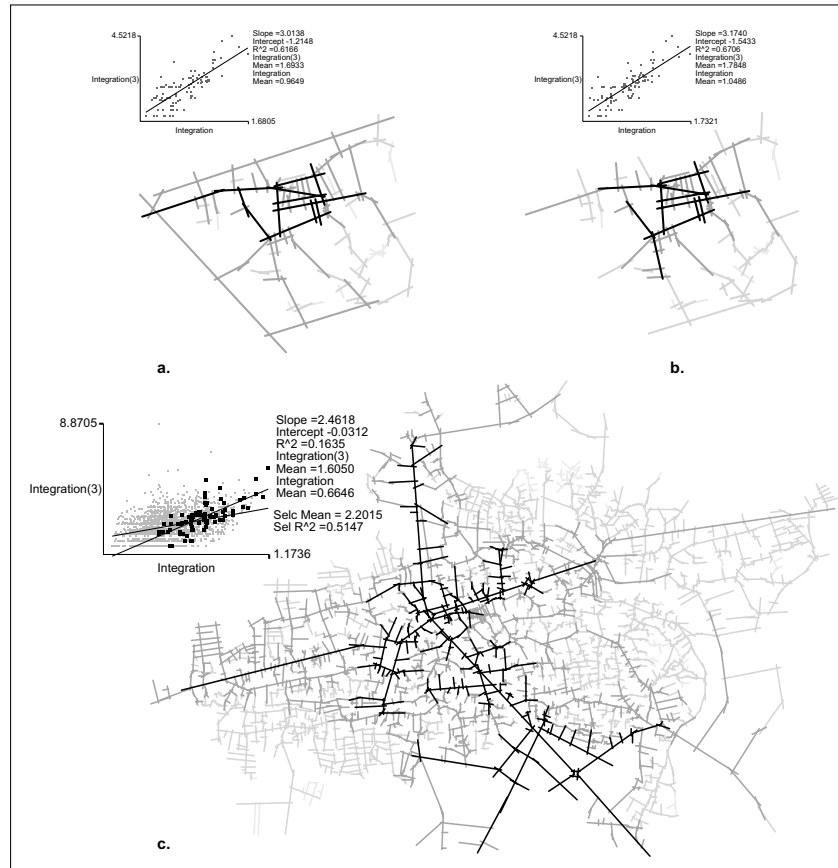 4.5218
Integration(3)
Integration
1.6805
Slope =3.0138
Intercept -1.2148
R^2 =0.6166
Integration(3)
Mean =1.6933
Integration
Mean =0.9649
a.
4.5218
Integration(3)
Integration
1.7321
Slope =3.1740
Intercept -1.5433
R^2 =0.6706
Integration(3)
Mean =1.7848
Integration
Mean =1.0486
b.
8.8705
Integration(3)
Integration
1.1736
Slope =2.4618
Intercept -0.0312
R^2 =0.1635
Integration(3)
Mean =1.6050
Integration
Mean =0.6646
Selc Mean = 2.2015
Sel R^2 =0.5147
c.